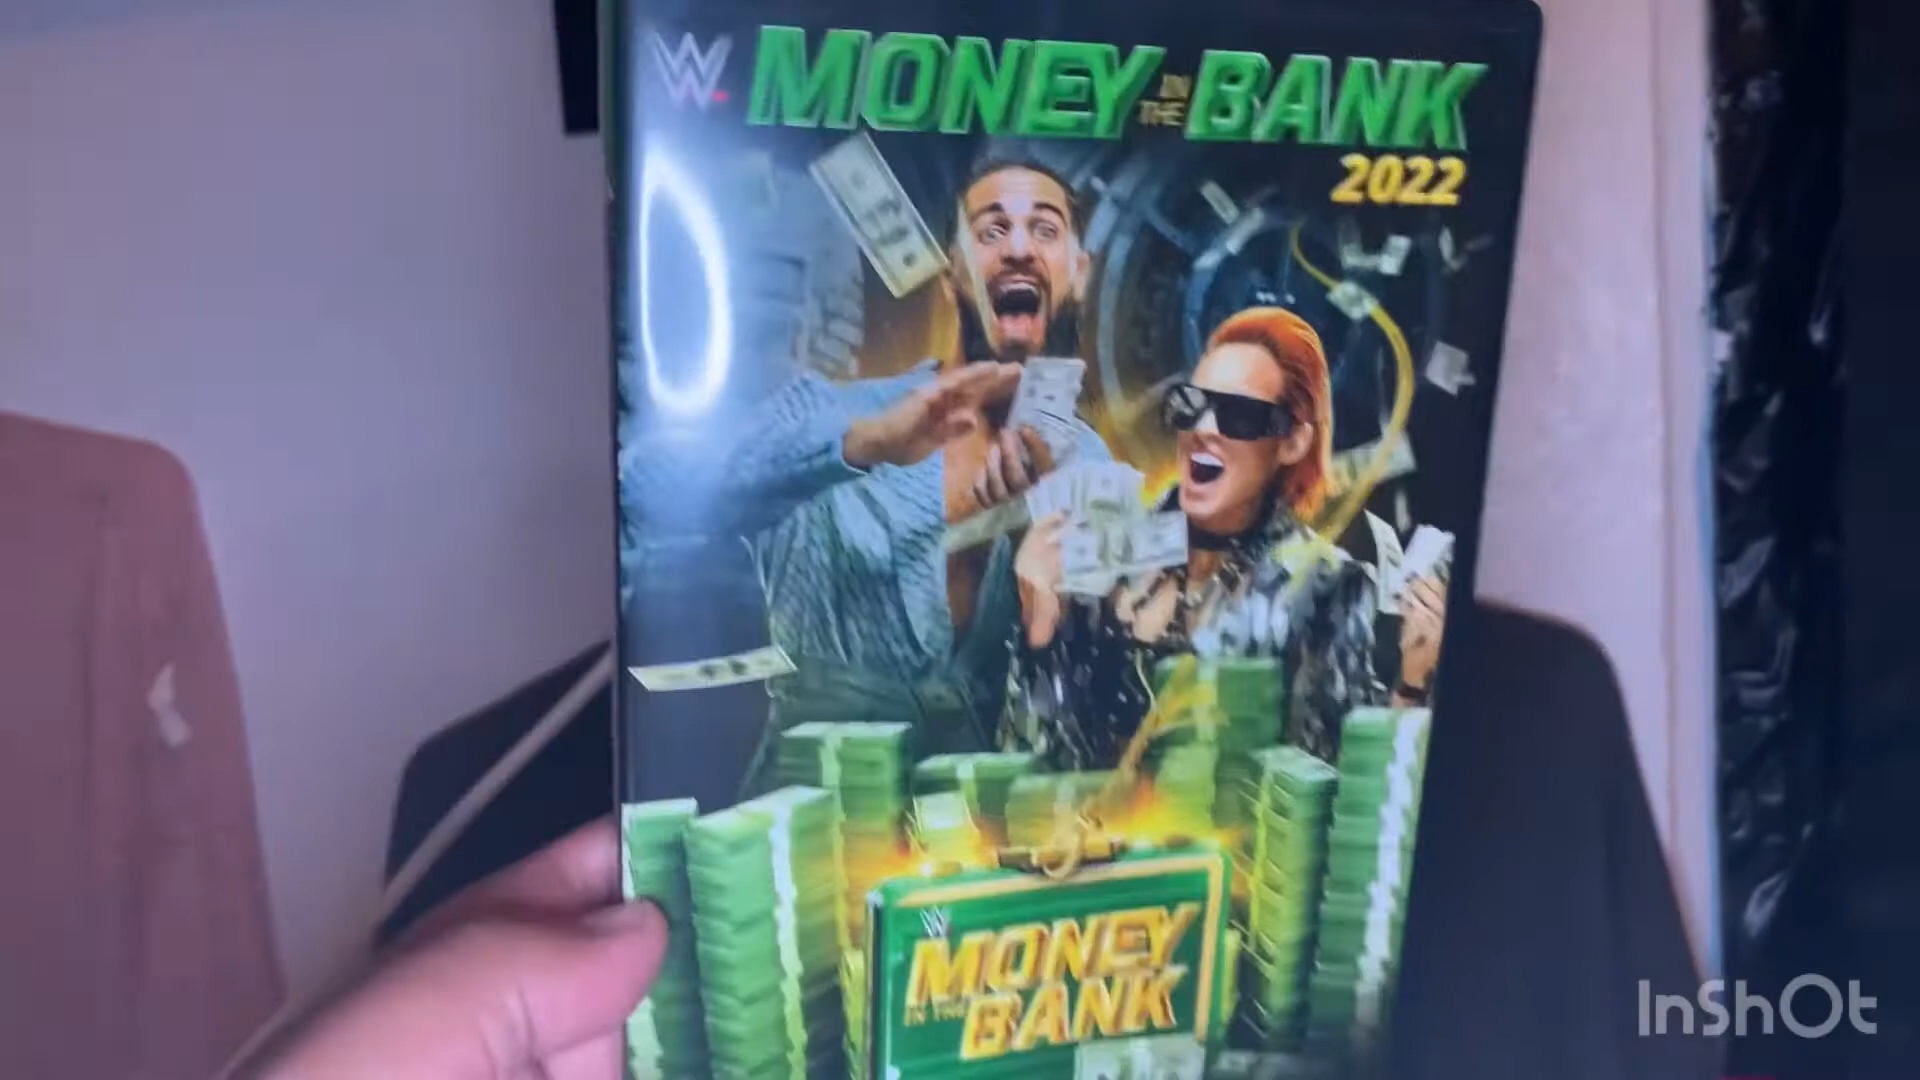 W MONEY IN THE BANK
2022
W
MONEY
IN THE BANK
InShOt